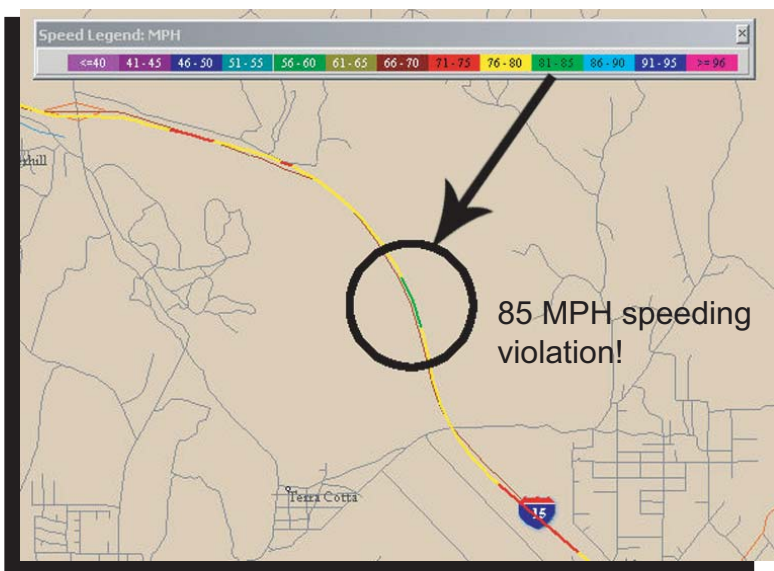 Speed Legend: MPH
<=40 41 - 45 46 - 50 51 - 55 56 - 60 61 - 65 66 - 70 71 - 75 76 - 80 81 - 85 86 - 90 91 - 95 >= 96
85 MPH speeding
violation!
Terra Cotta
15